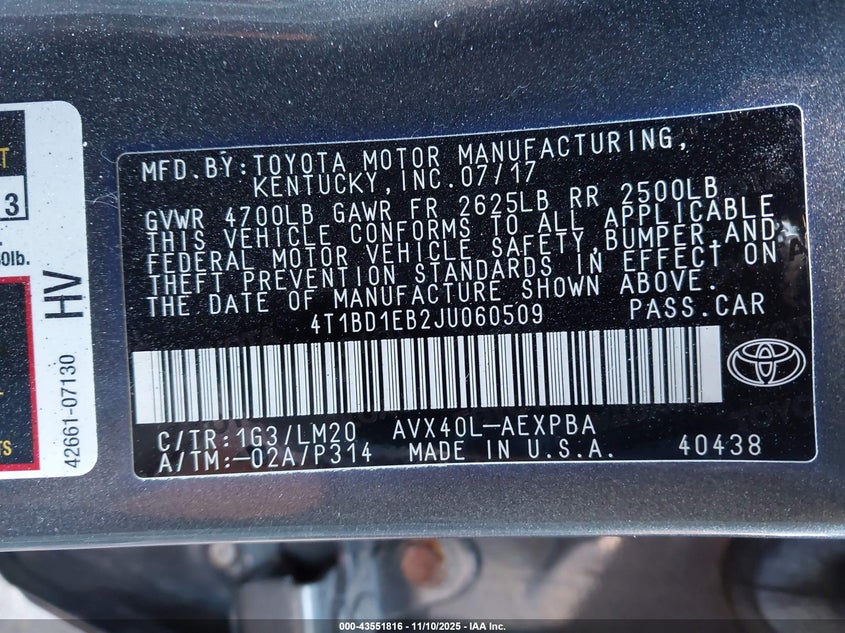 T
3
0lb.
HV
42661-07130
TS
MFD.BY:TOYOTA MOTOR MANUFACTURING,
KENTUCKY,INC.07/17
GVWR 4700LB GAWR FR 2625LB RR 2500LB
THIS VEHICLE CONFORMS TO ALL APPLICABLE
FEDERAL MOTOR VEHICLE SAFETY,BUMPER,AND
THEFT PREVENTION STANDARDS IN EFFECT ON
THE DATE OF MANUFACTURE SHOWN ABOVE.
4T1BD1EB2JU060509 PASS.CAR
C/TR:1G3/LM20 AVX40L-AEXPBA
A/TM:-02A/P314 MADE IN U.S.A. 40438
000-43551816 - 11/10/2025 - IAA Inc.